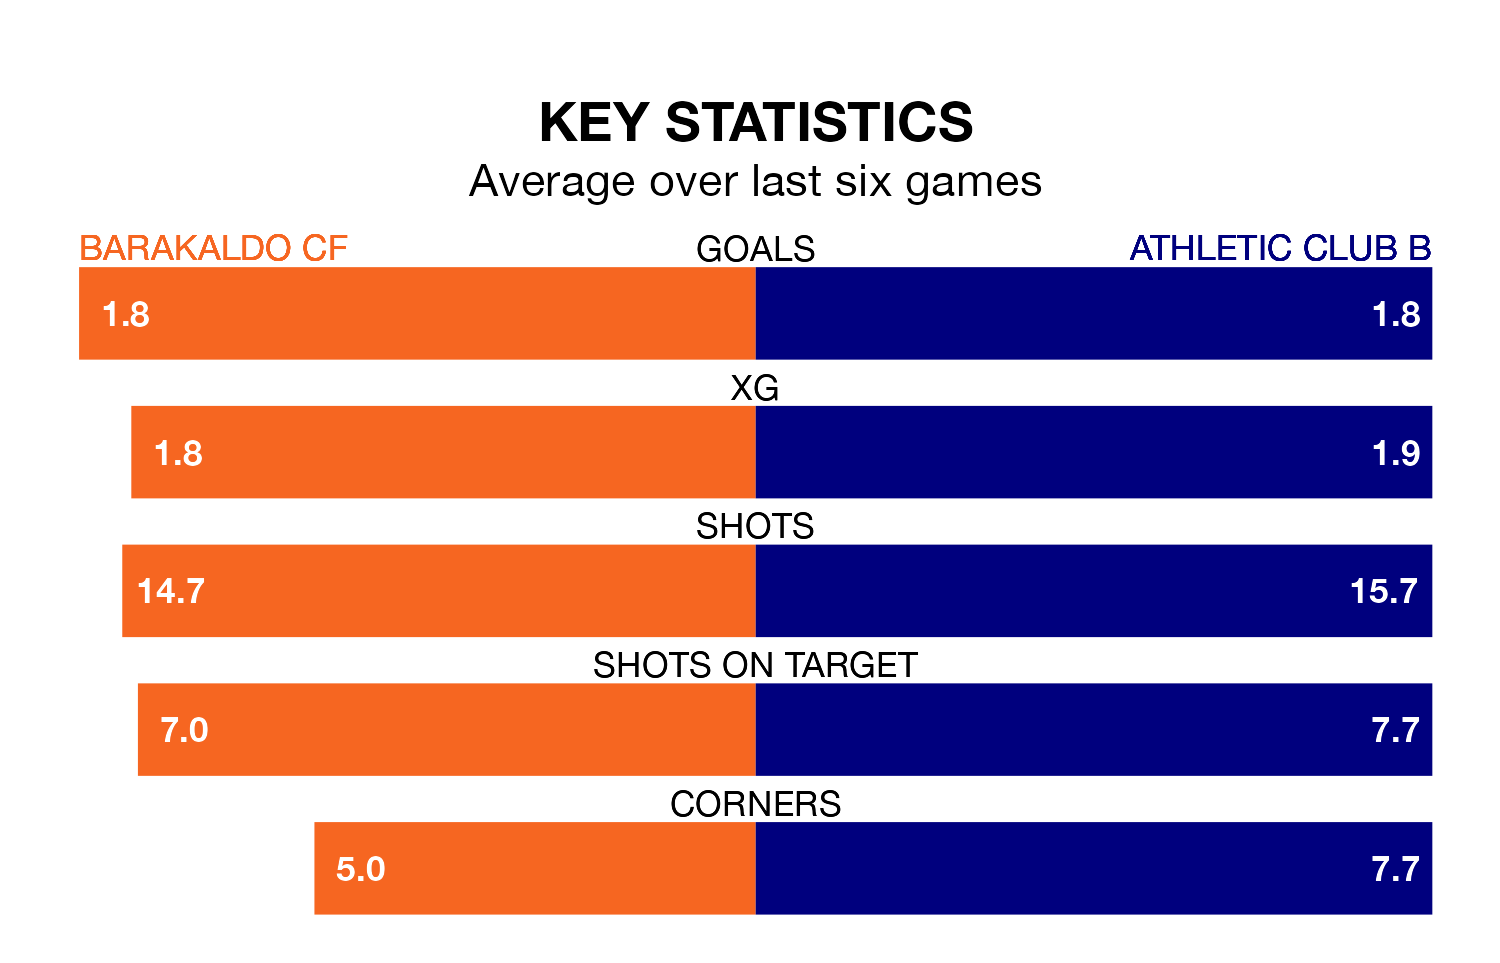 KEY STATISTICS
Average over last six games
BARAKALDO CF GOALS ATHLETIC CLUB B
1.8 1.8
XG
1.8 1.9
SHOTS
14.7 15.7
SHOTS ON TARGET
7.0 7.7
CORNERS
5.0 7.7